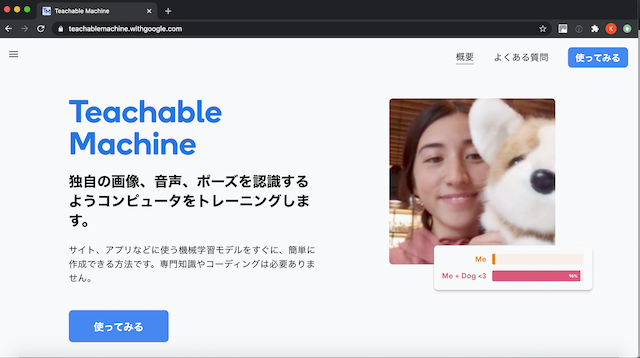 Teachable Machine
teachablemachine.withgoogle.com
K
概要
よくある質問
使ってみる
Teachable
Machine
独自の画像、音声、ポーズを認識する
ようコンピュータをトレーニングしま
す。
サイト、アプリなどに使う機械学習モデルをすぐに、簡単に
作成できる方法です。専門知識やコーディングは必要ありま
せん。
使ってみる
Me
Me + Dog <3
96%